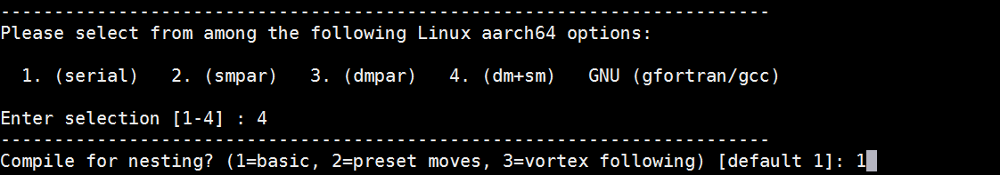 ------------------------------------------------------------------------
Please select from among the following Linux aarch64 options:
1. (serial)   2. (smpar)   3. (dmpar)   4. (dm+sm)   GNU (gfortran/gcc)
Enter selection [1-4] : 4
------------------------------------------------------------------------
Compile for nesting? (1=basic, 2=preset moves, 3=vortex following) [default 1]: 1